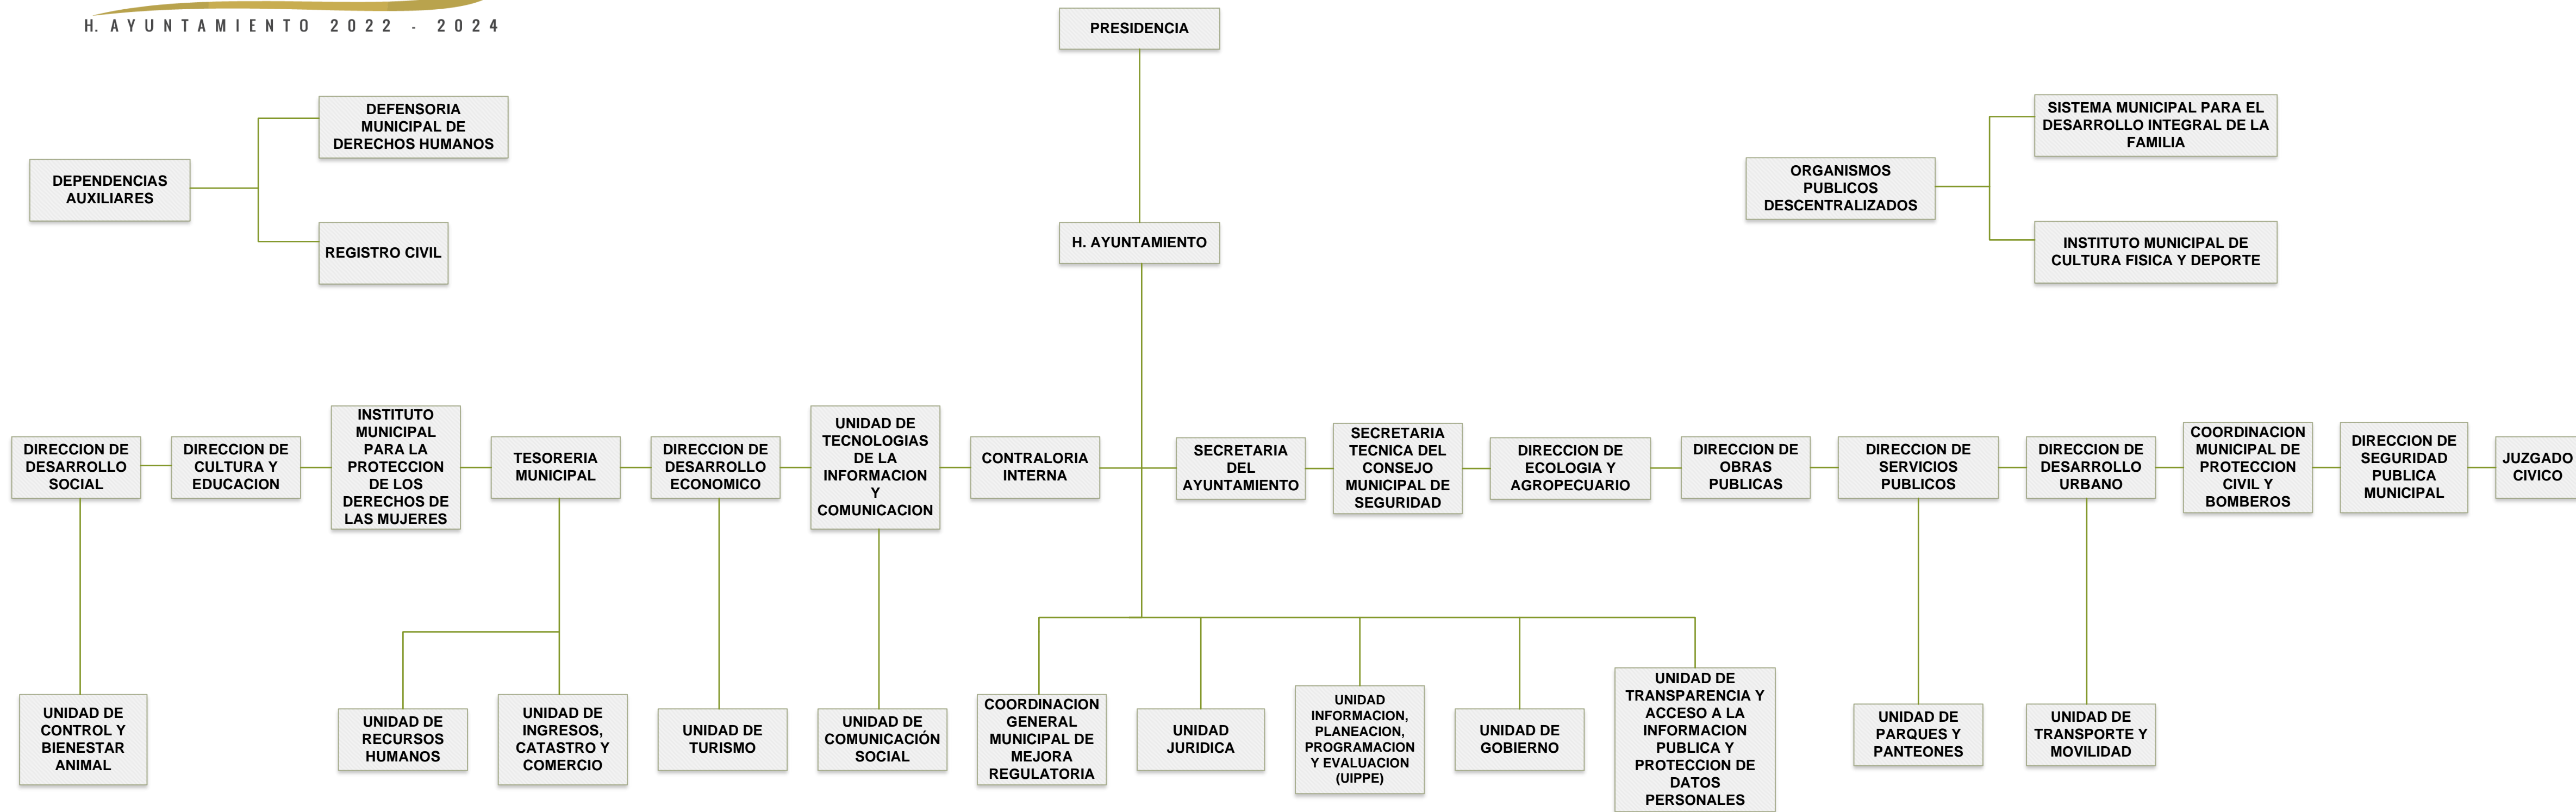 H. AYUNTAMIENTO 2022 - 2024
PRESIDENCIA
DEFENSORIA
MUNICIPAL DE
DERECHOS HUMANOS
DEPENDENCIAS
AUXILIARES
REGISTRO CIVIL
H. AYUNTAMIENTO
SISTEMA MUNICIPAL PARA EL
DESARROLLO INTEGRAL DE LA
FAMILIA
ORGANISMOS
PUBLICOS
DESCENTRALIZADOS
INSTITUTO MUNICIPAL DE
CULTURA FISICA Y DEPORTE
DIRECCION DE
DESARROLLO
SOCIAL
DIRECCION DE
CULTURA Y
EDUCACION
INSTITUTO
MUNICIPAL
PARA LA
PROTECCION
DE LOS
DERECHOS DE
LAS MUJERES
TESORERIA
MUNICIPAL
DIRECCION DE
DESARROLLO
ECONOMICO
UNIDAD DE
TECNOLOGIAS
DE LA
INFORMACION
Y
COMUNICACION
CONTRALORIA
INTERNA
SECRETARIA
DEL
AYUNTAMIENTO
SECRETARIA
TECNICA DEL
CONSEJO
MUNICIPAL DE
SEGURIDAD
DIRECCION DE
ECOLOGIA Y
AGROPECUARIO
DIRECCION DE
OBRAS
PUBLICAS
DIRECCION DE
SERVICIOS
PUBLICOS
DIRECCION DE
DESARROLLO
URBANO
COORDINACION
MUNICIPAL DE
PROTECCION
CIVIL Y
BOMBEROS
DIRECCION DE
SEGURIDAD
PUBLICA
MUNICIPAL
JUZGADO
CIVICO
UNIDAD DE
CONTROL Y
BIENESTAR
ANIMAL
UNIDAD DE
RECURSOS
HUMANOS
UNIDAD DE
INGRESOS,
CATASTRO Y
COMERCIO
UNIDAD DE
TURISMO
UNIDAD DE
COMUNICACIÓN
SOCIAL
COORDINACION
GENERAL
MUNICIPAL DE
MEJORA
REGULATORIA
UNIDAD
JURIDICA
UNIDAD
INFORMACION,
PLANEACION,
PROGRAMACION
Y EVALUACION
(UIPPE)
UNIDAD DE
GOBIERNO
UNIDAD DE
TRANSPARENCIA Y
ACCESO A LA
INFORMACION
PUBLICA Y
PROTECCION DE
DATOS
PERSONALES
UNIDAD DE
PARQUES Y
PANTEONES
UNIDAD DE
TRANSPORTE Y
MOVILIDAD